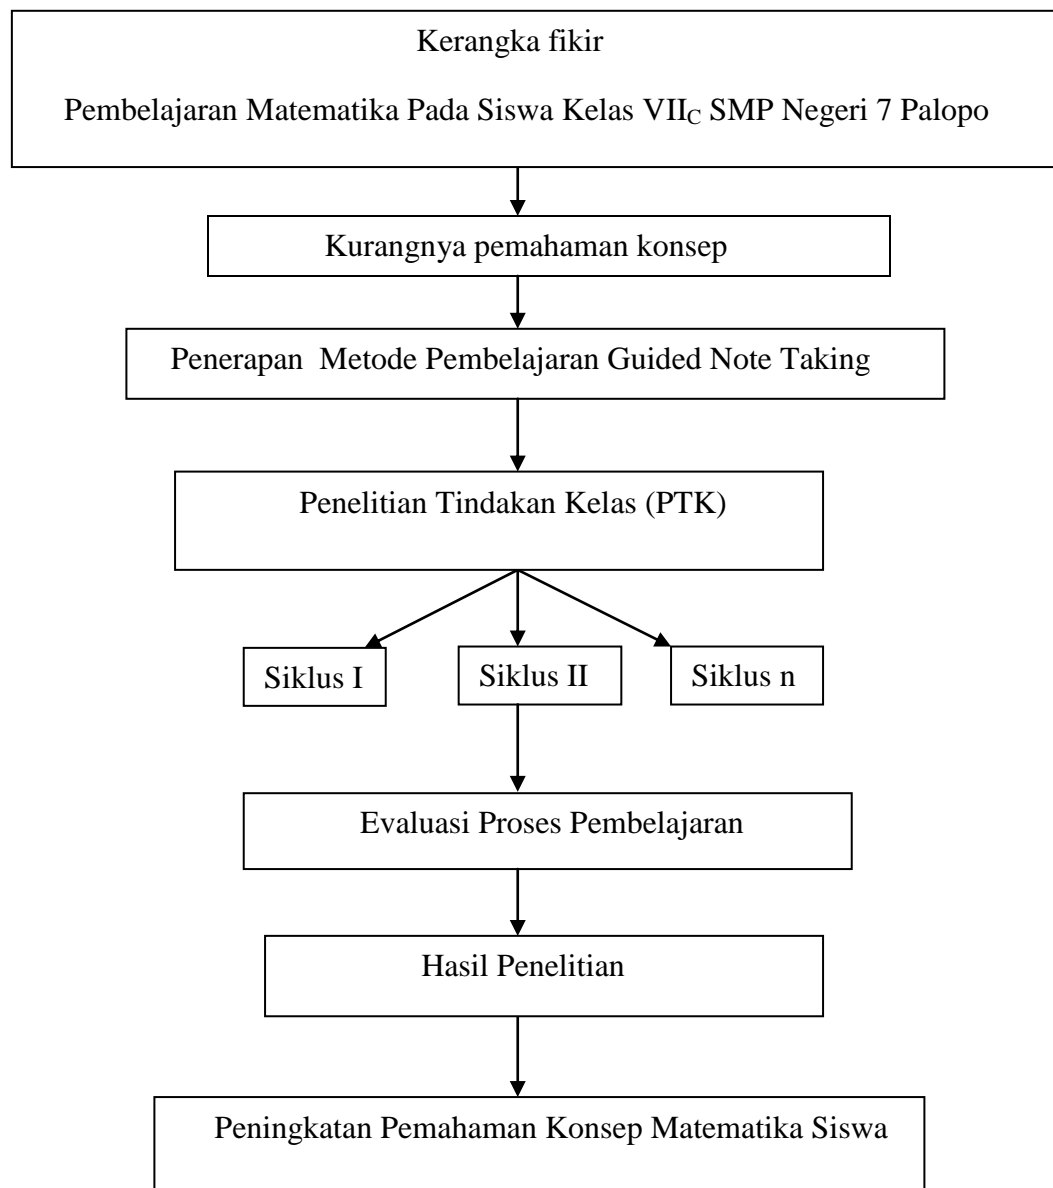 Kerangka fikir
Pembelajaran Matematika Pada Siswa Kelas VII_C SMP Negeri 7 Palopo
Kurangnya pemahaman konsep
Penerapan Metode Pembelajaran Guided Note Taking
Penelitian Tindakan Kelas (PTK)
Siklus I
Siklus II
Siklus n
Evaluasi Proses Pembelajaran
Hasil Penelitian
Peningkatan Pemahaman Konsep Matematika Siswa